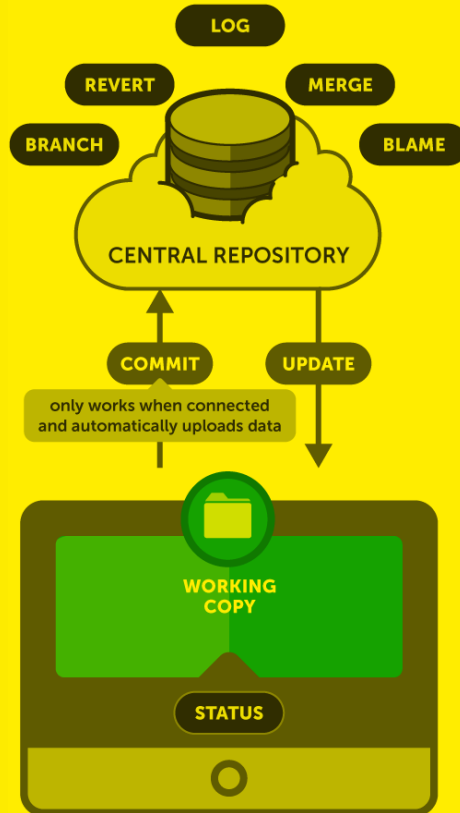 LOG
REVERT
MERGE
BRANCH
BLAME
CENTRAL REPOSITORY
COMMIT
UPDATE
only works when connected
and automatically uploads data
WORKING
COPY
STATUS